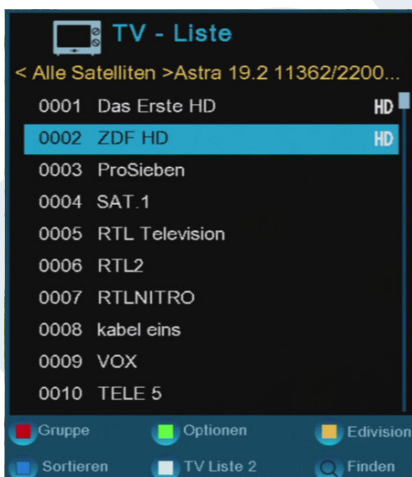 TV - Liste
< Alle Satelliten >Astra 19.2 11362/2200...
0001 Das Erste HD HD
0002 ZDF HD HD
0003 ProSieben
0004 SAT.1
0005 RTL Television
0006 RTL2
0007 RTLNITRO
0008 kabel eins
0009 VOX
0010 TELE 5
Gruppe Optionen Edivision
Sortieren TV Liste 2 Finden